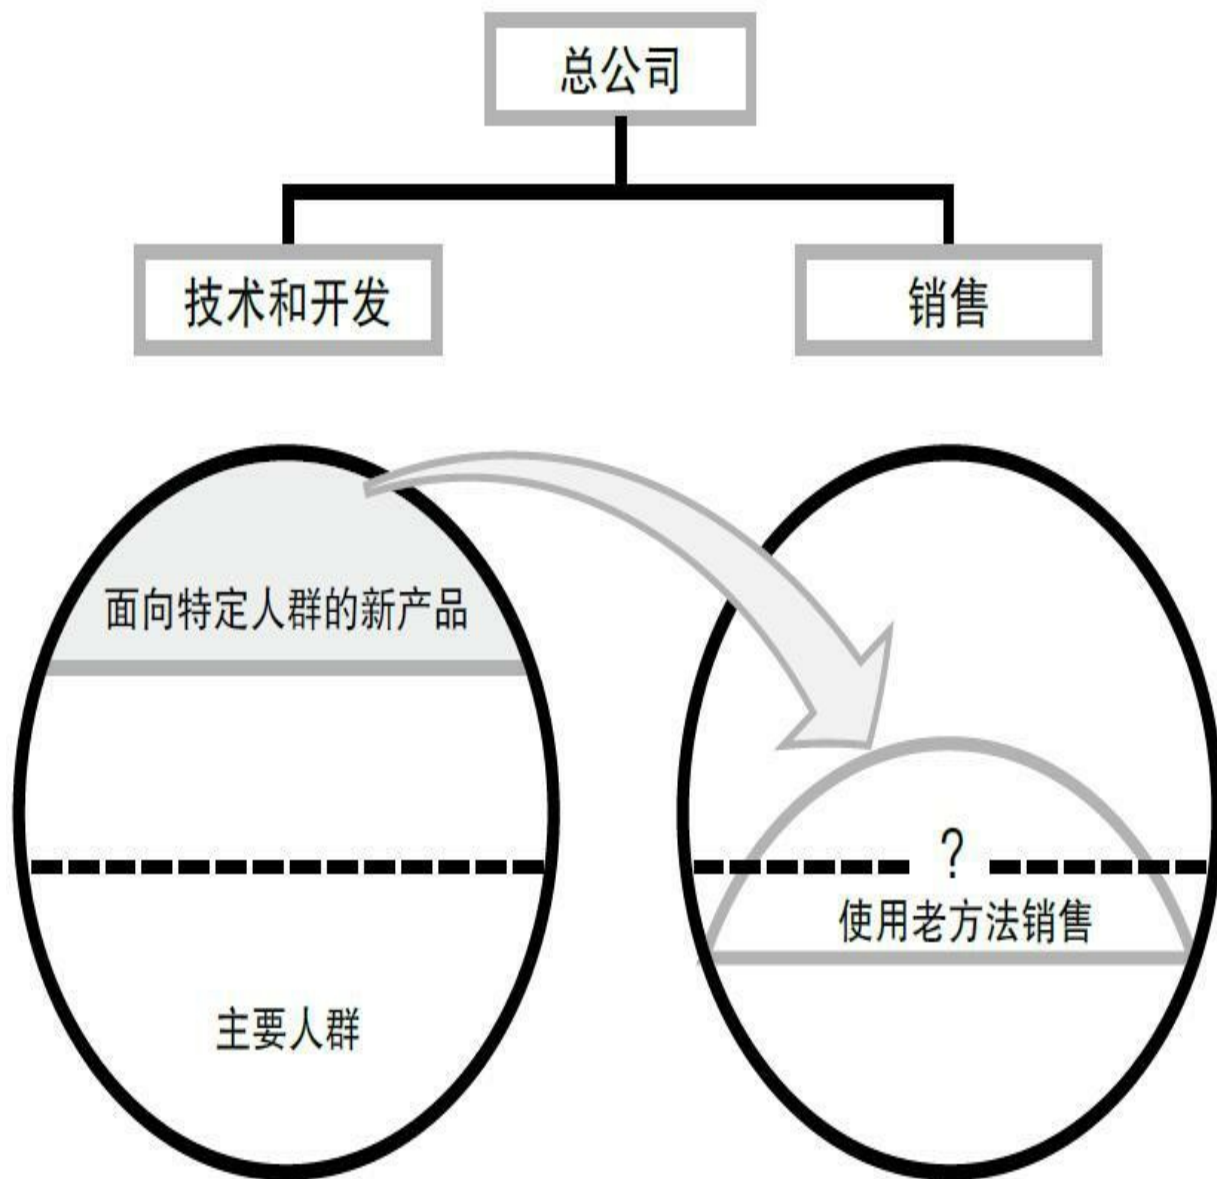 总公司
技术和开发
销售
面向特定人群的新产品
?
使用老方法销售
主要人群